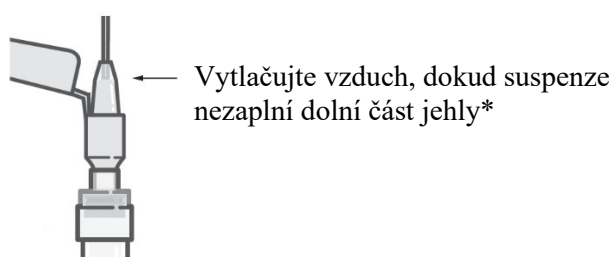 Vytlačujte vzduch, dokud suspenze
nezaplní dolní část jehly*